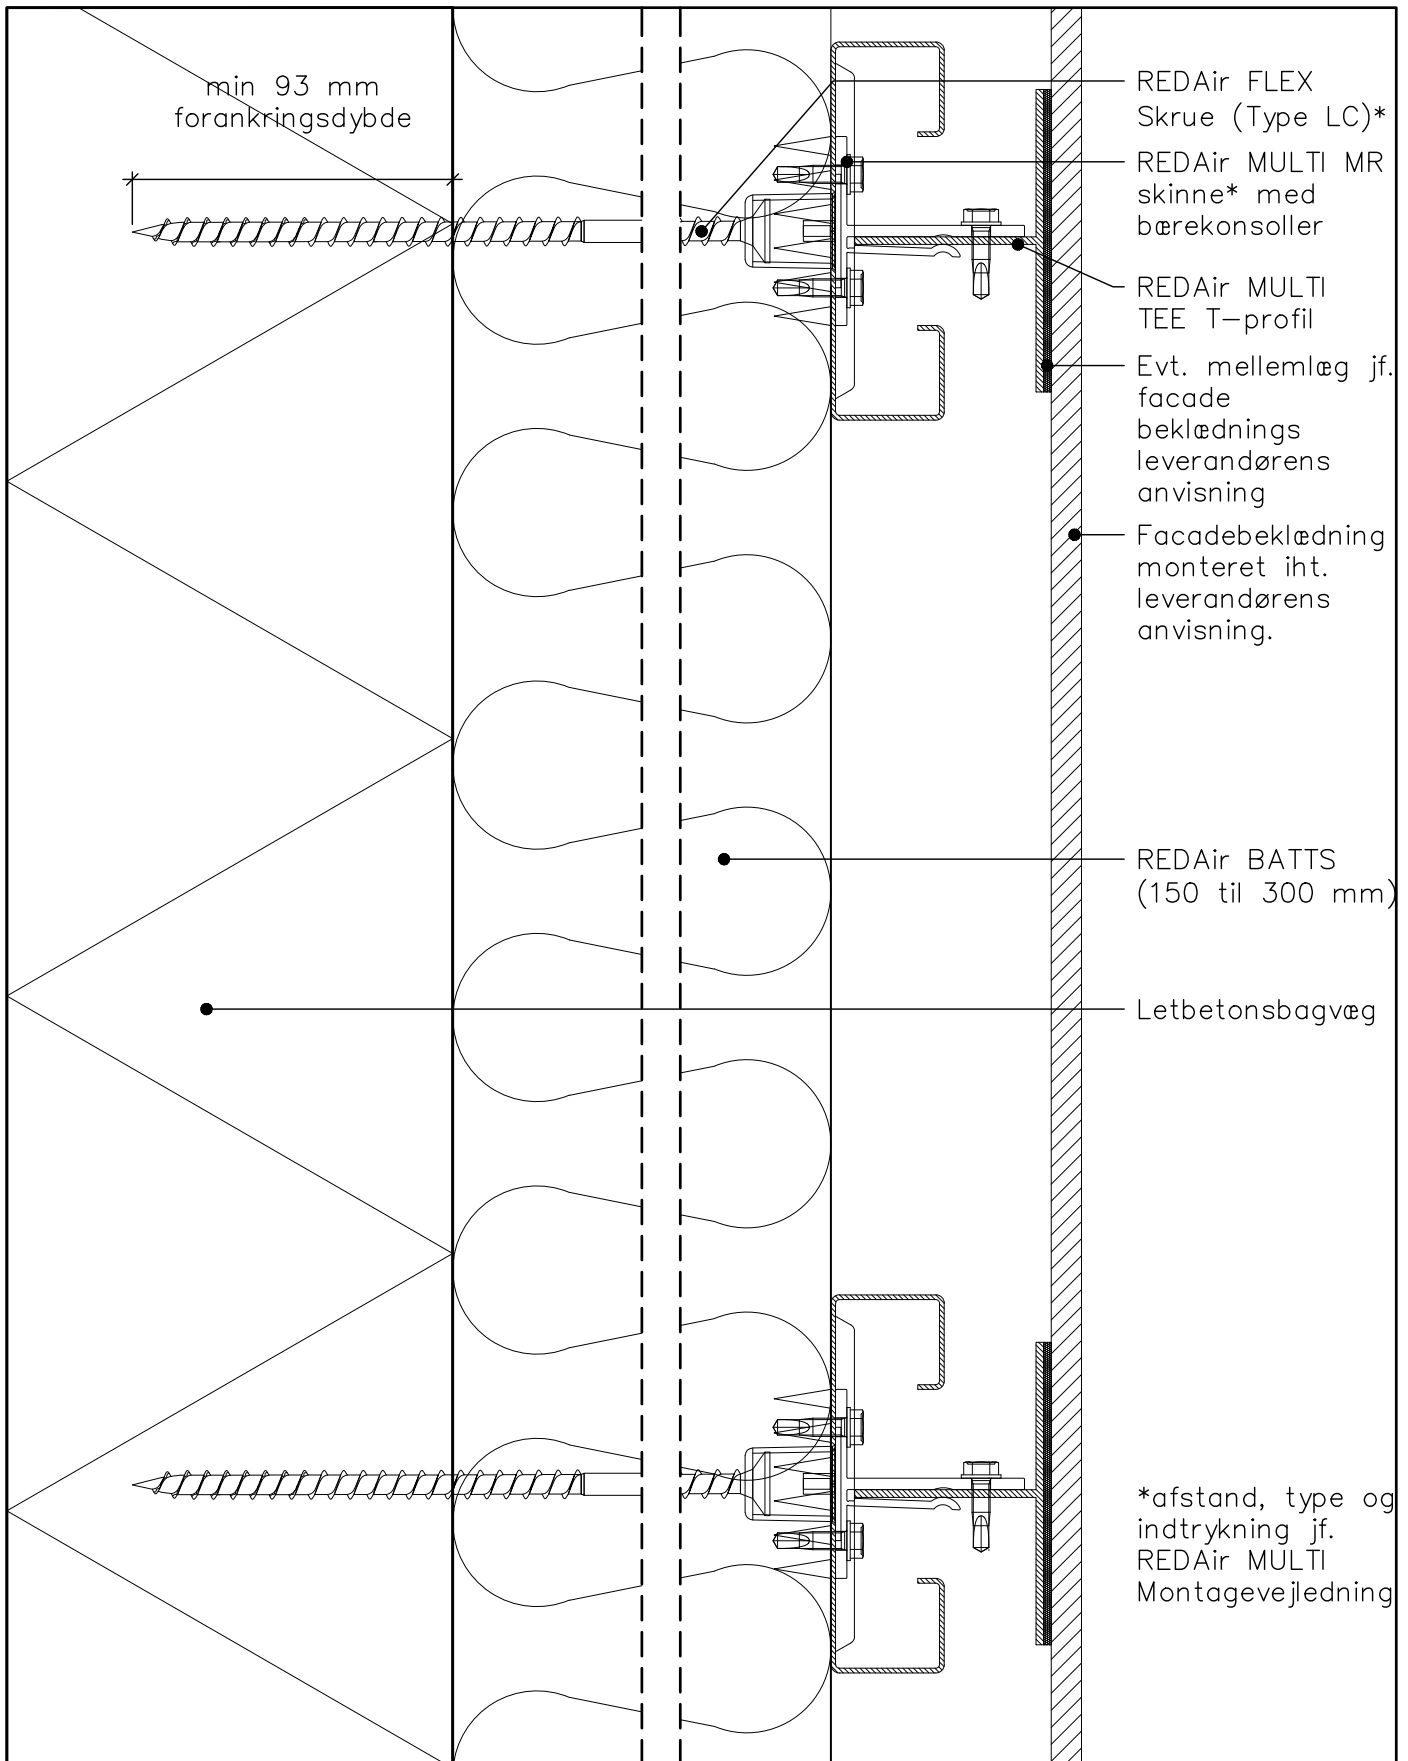 min 93 mm
forankringsdybde
REDAir FLEX
Skrue (Type LC)*
REDAir MULTI MR
skinne* med
bærekonsoller
REDAir MULTI
TEE T-profil
Evt. mellemlæg jf.
facade
beklædnings
leverandørens
anvisning
Facadebeklædning
monteret iht.
leverandørens
anvisning.
REDAir BATTS
(150 til 300 mm)
Letbetonsbagvæg
*afstand, type og
indtrykning jf.
REDAir MULTI
Montagevejledning